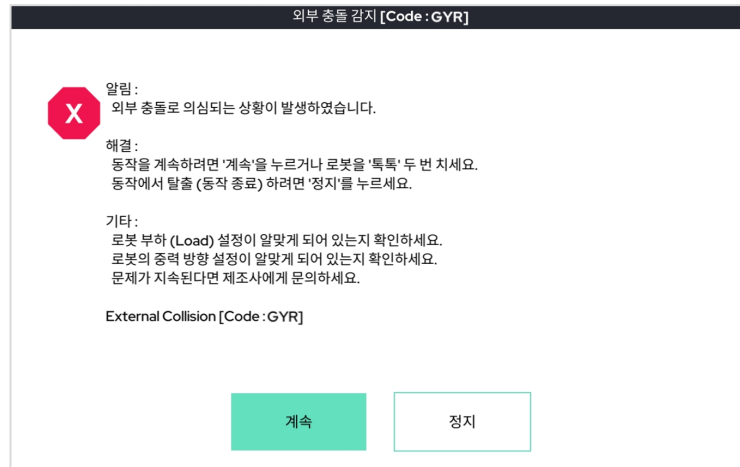 외부 충돌 감지 [Code : GYR]
X
알림 :
외부 충돌로 의심되는 상황이 발생하였습니다.
해결 :
동작을 계속하려면 '계속'을 누르거나 로봇을 '톡톡' 두 번 치세요.
동작에서 탈출 (동작 종료) 하려면 '정지'를 누르세요.
기타 :
로봇 부하 (Load) 설정이 알맞게 되어 있는지 확인하세요.
로봇의 중력 방향 설정이 알맞게 되어 있는지 확인하세요.
문제가 지속된다면 제조사에게 문의하세요.
External Collision [Code : GYR]
계속 정지